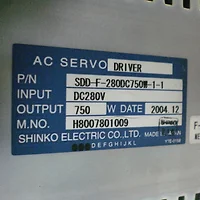 AC SERVO DRIVER
P/N SDD-F-280DC750W-1-1
INPUT DC280V
OUTPUT 750 W DATE 2004.12
M.NO. H8007801009
SHINKO ELECTRIC CO.,LTD.
DEFGHIJKL